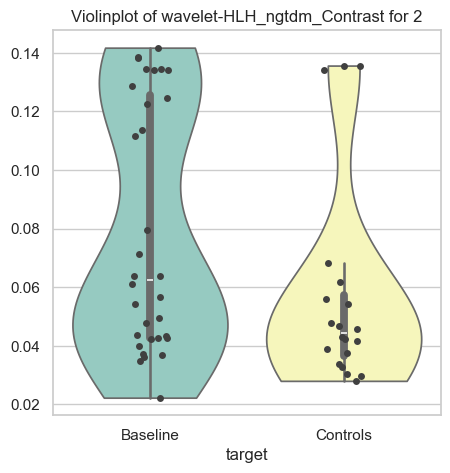 Violinplot of wavelet-HLH_ngtdm_Contrast for 2
0.14
0.12
0.10
0.08
0.06
0.04
0.02
Baseline Controls
target